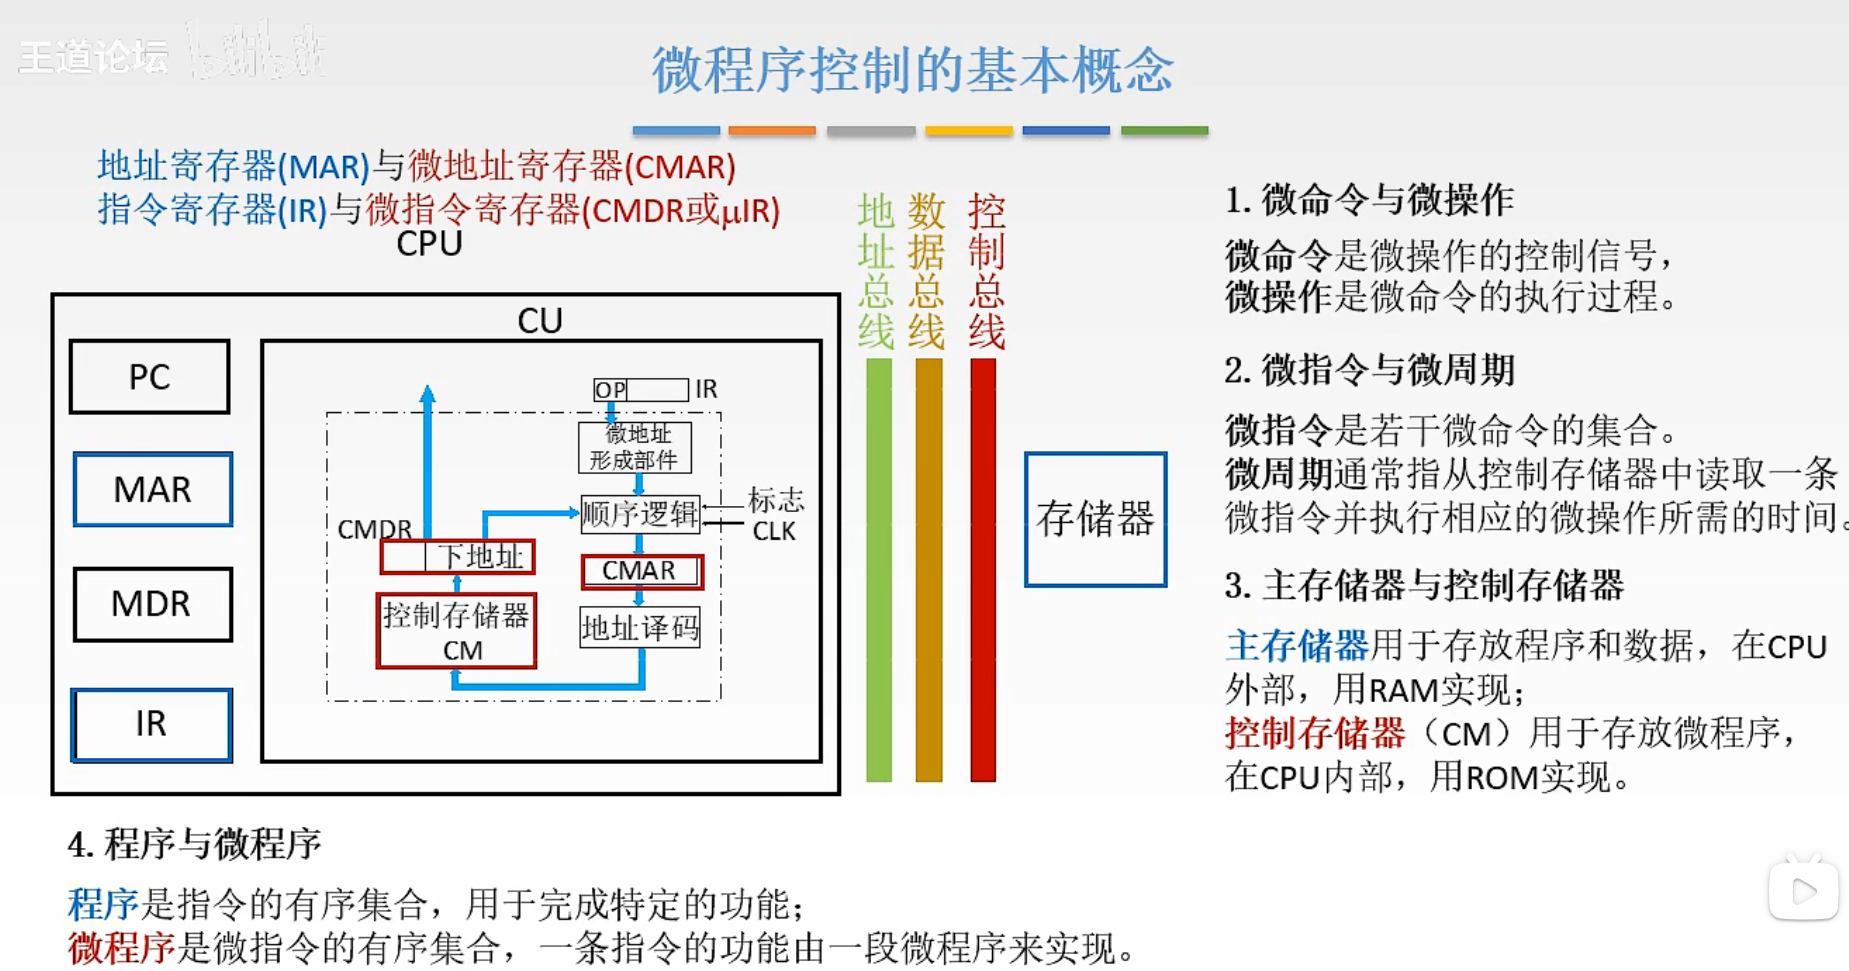 王道论坛 bilibili
微程序控制的基本概念
地址寄存器(MAR)与微地址寄存器(CMAR)
指令寄存器(IR)与微指令寄存器(CMDR或μIR)
CPU
CU
PC
MAR
MDR
IR
OP
IR
微地址
形成部件
顺序逻辑
标志
CLK
CMDR
下地址
CMAR
控制存储器
CM
地址译码
地址总线
数据总线
控制总线
存储器
1. 微命令与微操作
微命令是微操作的控制信号，
微操作是微命令的执行过程。
2. 微指令与微周期
微指令是若干微命令的集合。
微周期通常指从控制存储器中读取一条
微指令并执行相应的微操作所需的时间。
3. 主存储器与控制存储器
主存储器用于存放程序和数据，在CPU
外部，用RAM实现；
控制存储器（CM）用于存放微程序，
在CPU内部，用ROM实现。
4. 程序与微程序
程序是指令的有序集合，用于完成特定的功能；
微程序是微指令的有序集合，一条指令的功能由一段微程序来实现。